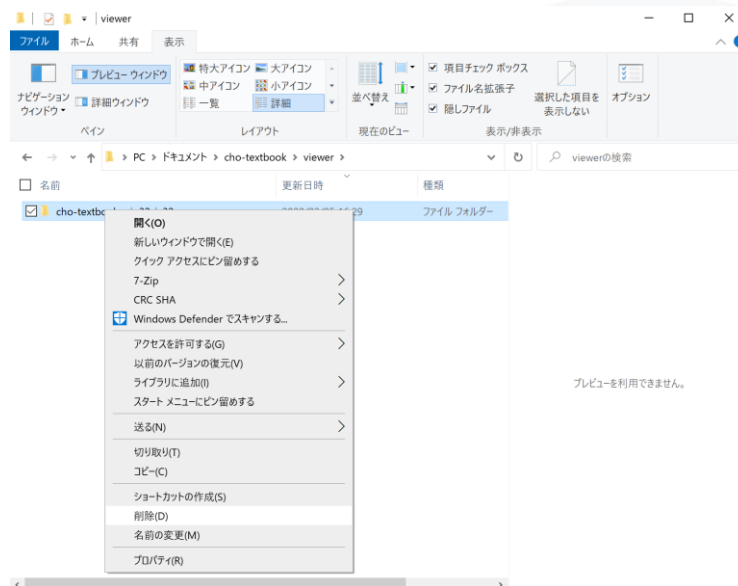 viewer
ファイル ホーム 共有 表示
プレビュー ウィンドウ
詳細ウィンドウ
ナビゲーション
ウィンドウ
ペイン
特大アイコン 大アイコン
中アイコン 小アイコン
一覧 詳細
レイアウト
並べ替え
現在のビュー
項目チェック ボックス
ファイル名拡張子
隠しファイル
選択した項目を
表示しない
表示/非表示
オプション
PC > ドキュメント > cho-textbook > viewer >
viewerの検索
名前 更新日時 種類
ファイル フォルダー
開く(O)
新しいウィンドウで開く(E)
クイック アクセスにピン留めする
7-Zip
CRC SHA
Windows Defender でスキャンする...
アクセスを許可する(G)
以前のバージョンの復元(V)
ライブラリに追加(I)
スタート メニューにピン留めする
送る(N)
切り取り(T)
コピー(C)
ショートカットの作成(S)
削除(D)
名前の変更(M)
プロパティ(R)
プレビューを利用できません。